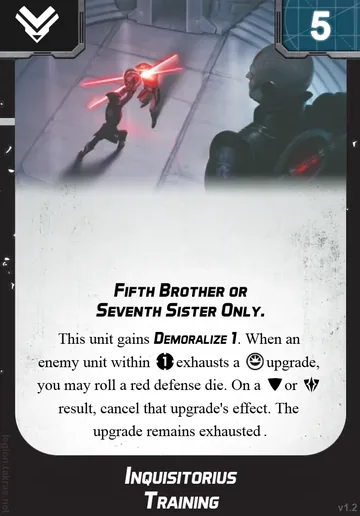 5
FIFTH BROTHER OR
SEVENTH SISTER ONLY.
This unit gains DEMORALIZE 1. When an
enemy unit within 1 exhausts a upgrade,
you may roll a red defense die. On a or
result, cancel that upgrade's effect. The
upgrade remains exhausted .
INQUISITORIUS
TRAINING
v1.2